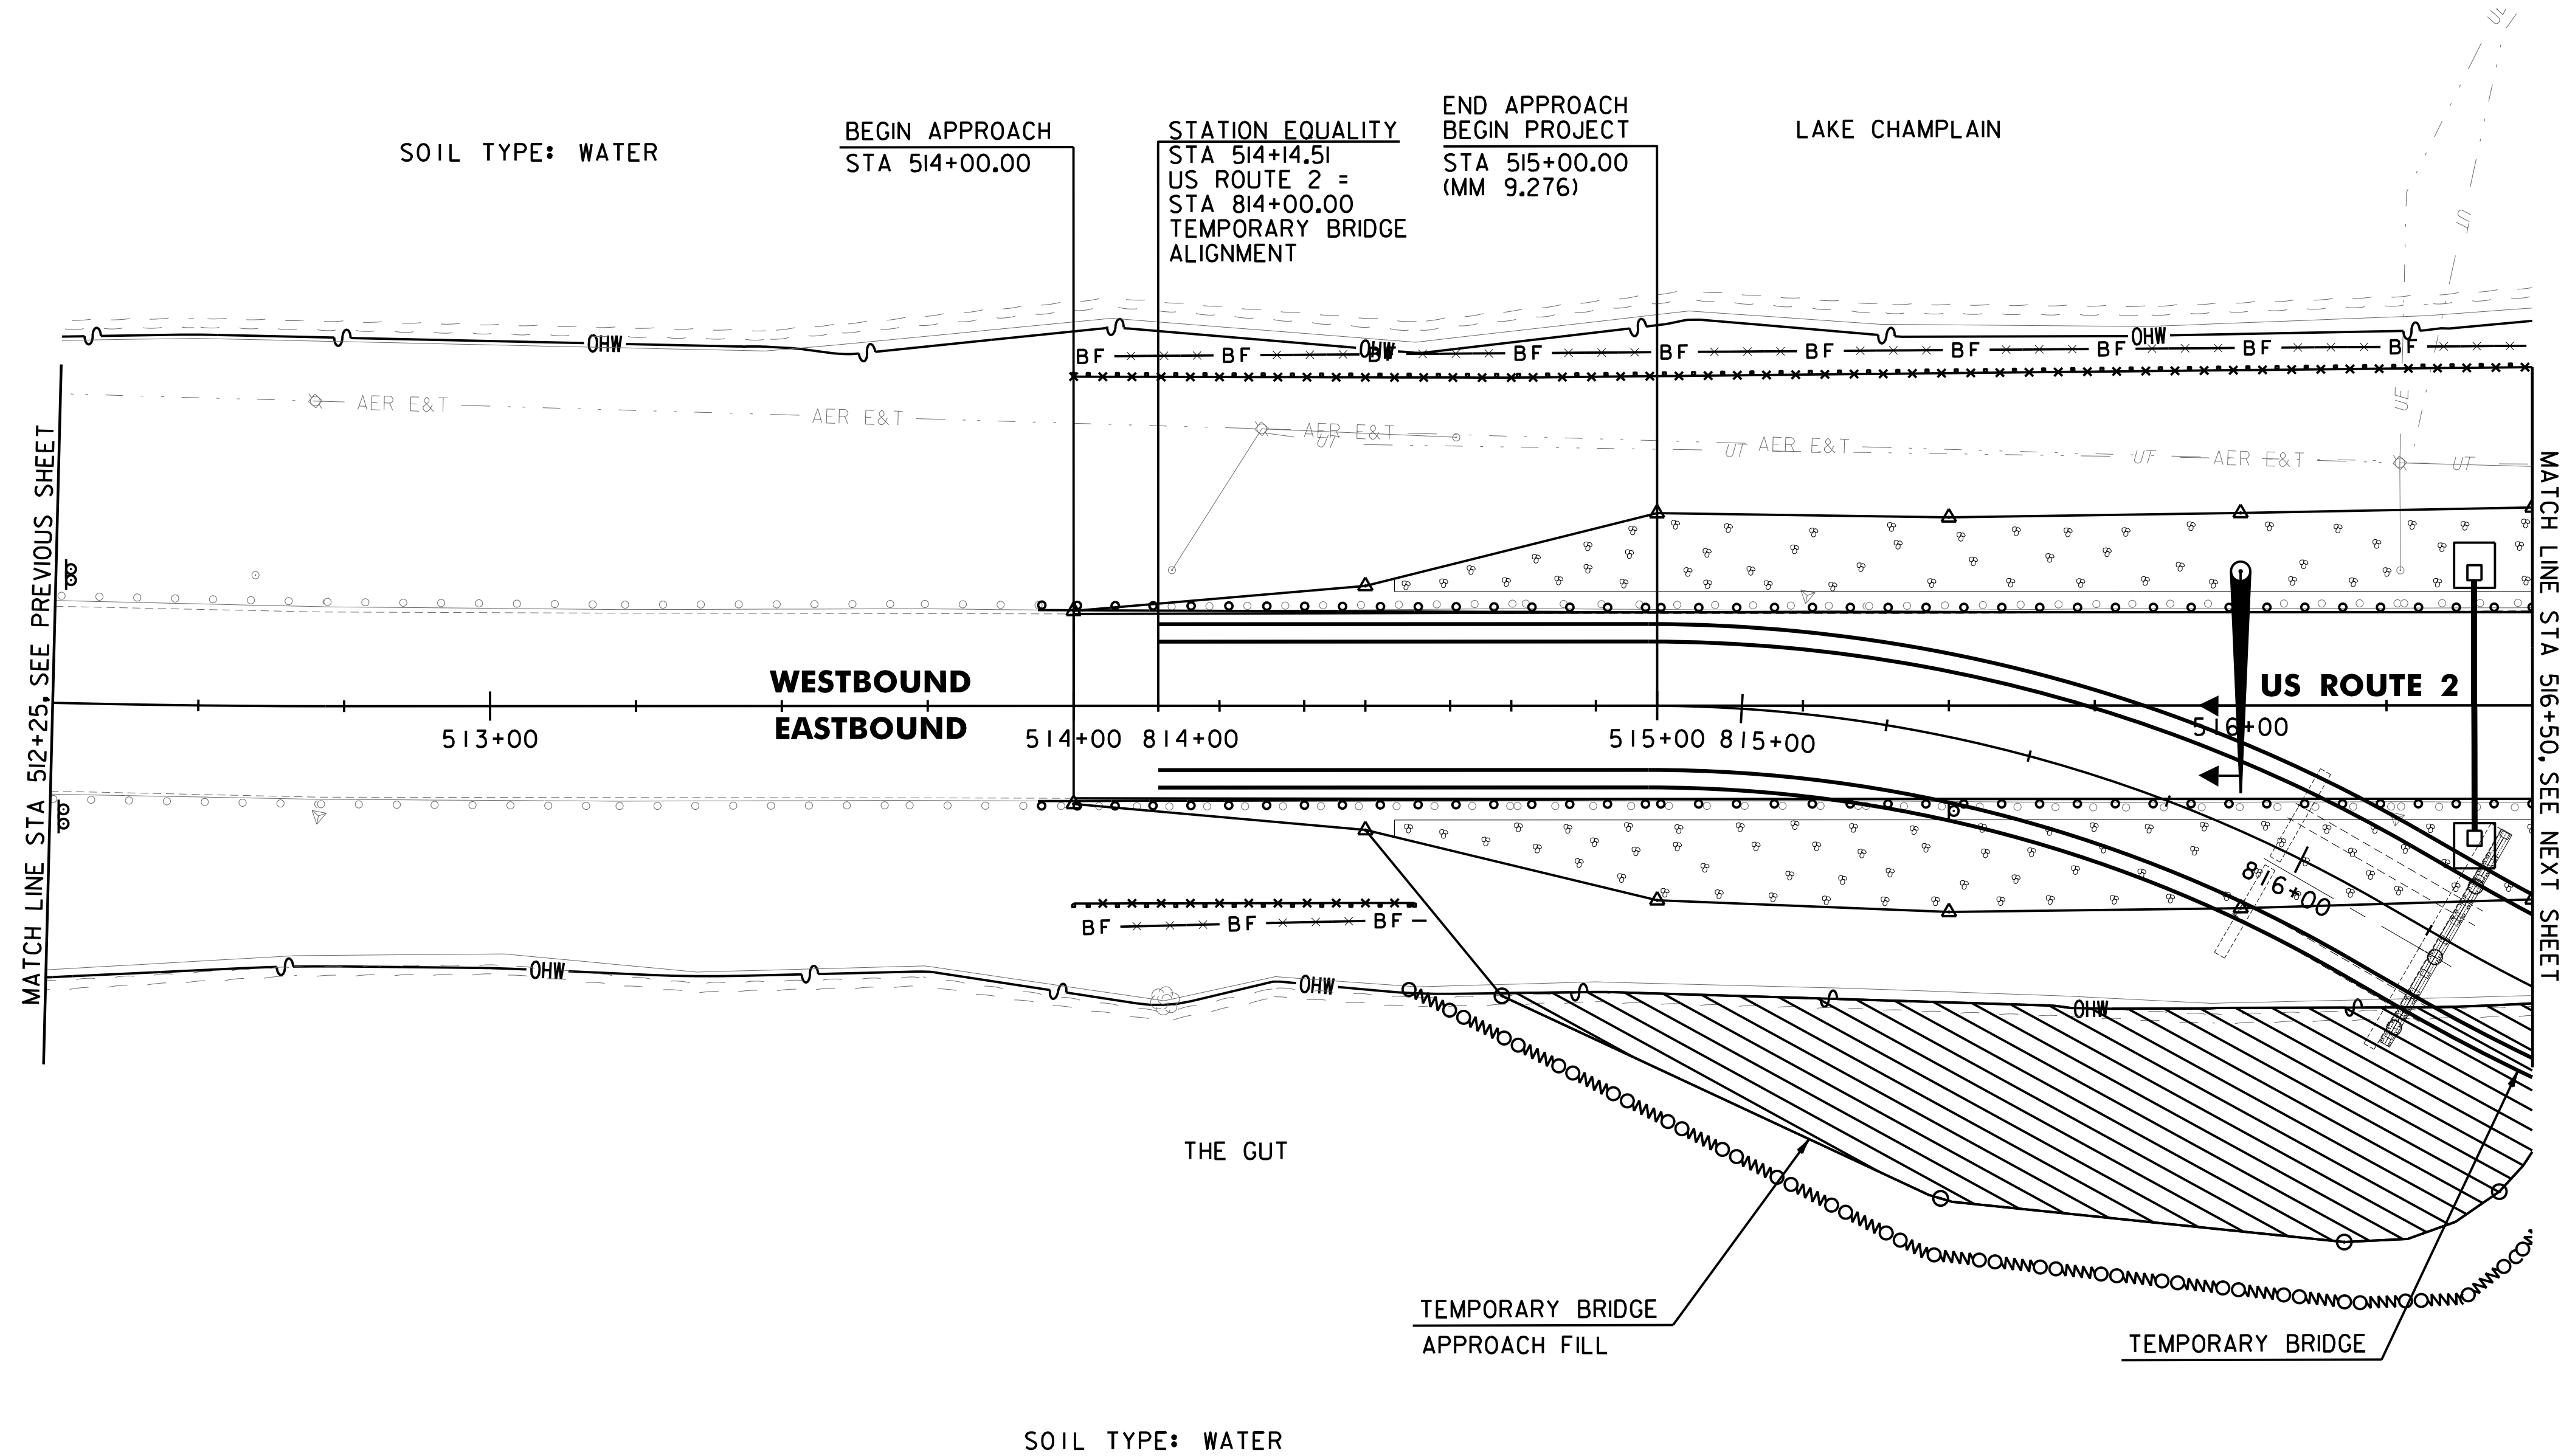 UE
BEGIN APPROACH
STA 514+00.00
STATION EQUALITY
STA 514+14.51
US ROUTE 2 =
STA 814+00.00
TEMPORARY BRIDGE
ALIGNMENT
END APPROACH
BEGIN PROJECT
STA 515+00.00
(MM 9.276)
LAKE CHAMPLAIN
SOIL TYPE: WATER
OHW OHW OHW
BF BF BF BF BF BF BF BF BF BF
UE
AER E&T AER E&T AER E&T AER E&T AER E&T
UT UT UT UT
MATCH LINE STA. 512+25, SEE PREVIOUS SHEET
MATCH LINE STA 516+50, SEE NEXT SHEET
WESTBOUND
EASTBOUND
US ROUTE 2
513+00 514+00 814+00 515+00 815+00 516+00
816+00
BF BF BF
OHW OHW OHW
THE GUT
TEMPORARY BRIDGE
APPROACH FILL
TEMPORARY BRIDGE
SOIL TYPE: WATER